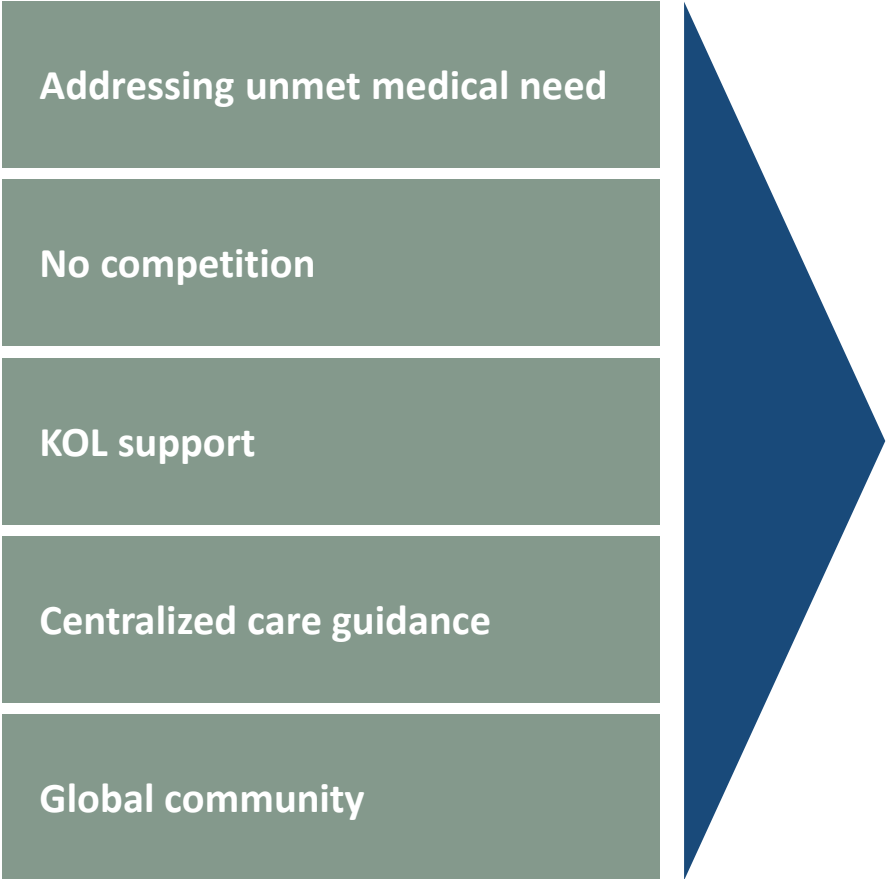 Addressing unmet medical need
No competition
KOL support
Centralized care guidance
Global community